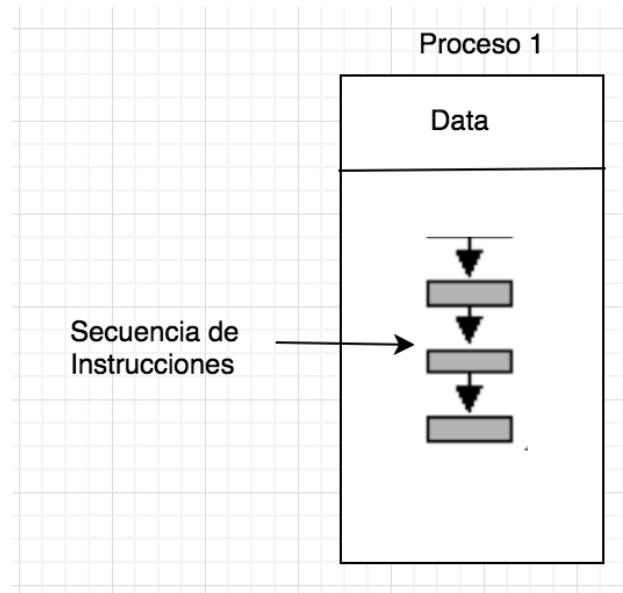 Proceso 1
Data
Secuencia de
Instrucciones